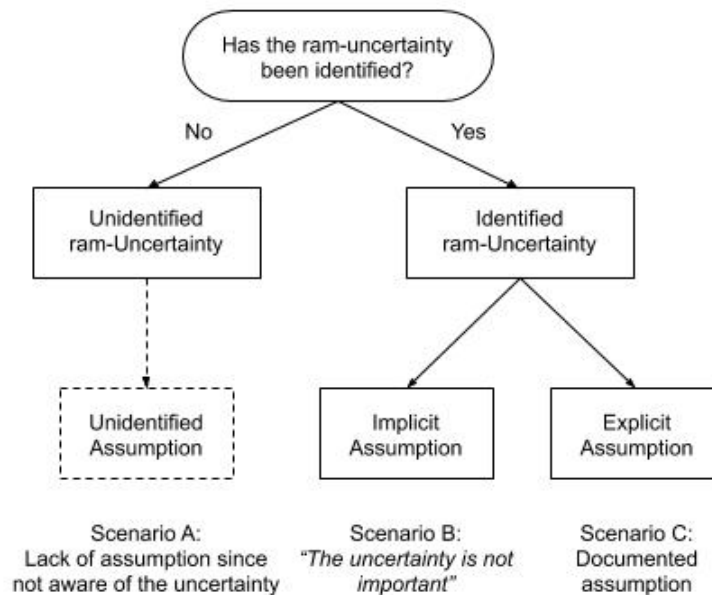 Has the ram-uncertainty
been identified?
No
Yes
Unidentified
ram-Uncertainty
Identified
ram-Uncertainty
Unidentified
Assumption
Implicit
Assumption
Explicit
Assumption
Scenario A:
Lack of assumption since
not aware of the uncertainty
Scenario B:
“The uncertainty is not
important”
Scenario C:
Documented
assumption